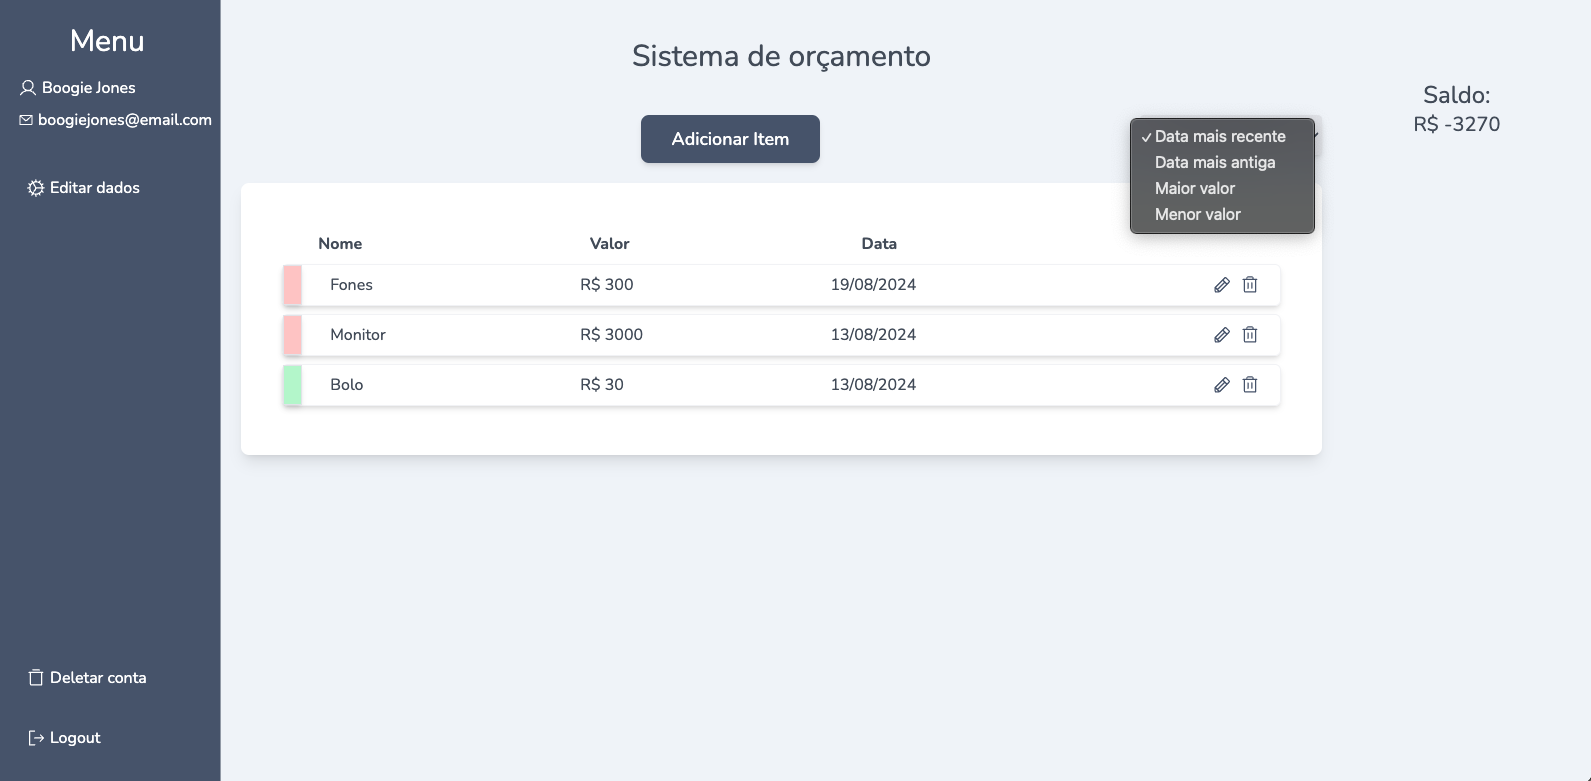 Menu
Boogie Jones
boogiejones@email.com
Editar dados
Deletar conta
Logout
Sistema de orçamento
Adicionar Item
Data mais recente
Data mais antiga
Maior valor
Menor valor
Saldo:
R$ -3270
Nome Valor Data
Fones R$ 300 19/08/2024
Monitor R$ 3000 13/08/2024
Bolo R$ 30 13/08/2024